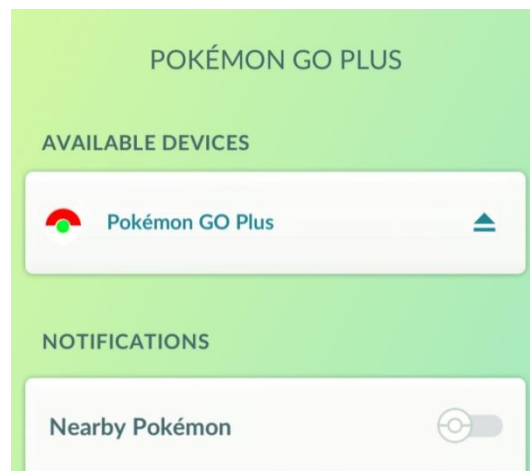 POKÉMON GO PLUS
AVAILABLE DEVICES
Pokémon GO Plus
NOTIFICATIONS
Nearby Pokémon